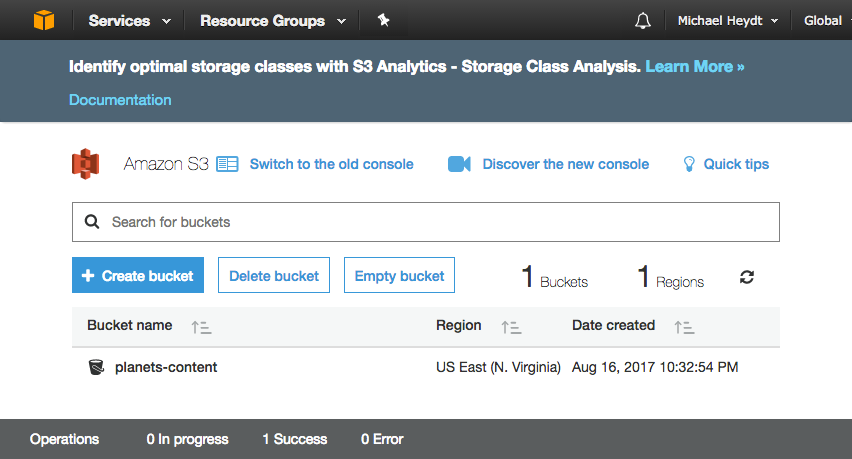 Services Resource Groups Michael Heydt Global
Identify optimal storage classes with S3 Analytics - Storage Class Analysis. Learn More »
Documentation
Amazon S3 Switch to the old console Discover the new console Quick tips
Search for buckets
+ Create bucket Delete bucket Empty bucket 1 Buckets 1 Regions
Bucket name Region Date created
planets-content US East (N. Virginia) Aug 16, 2017 10:32:54 PM
Operations 0 In progress 1 Success 0 Error